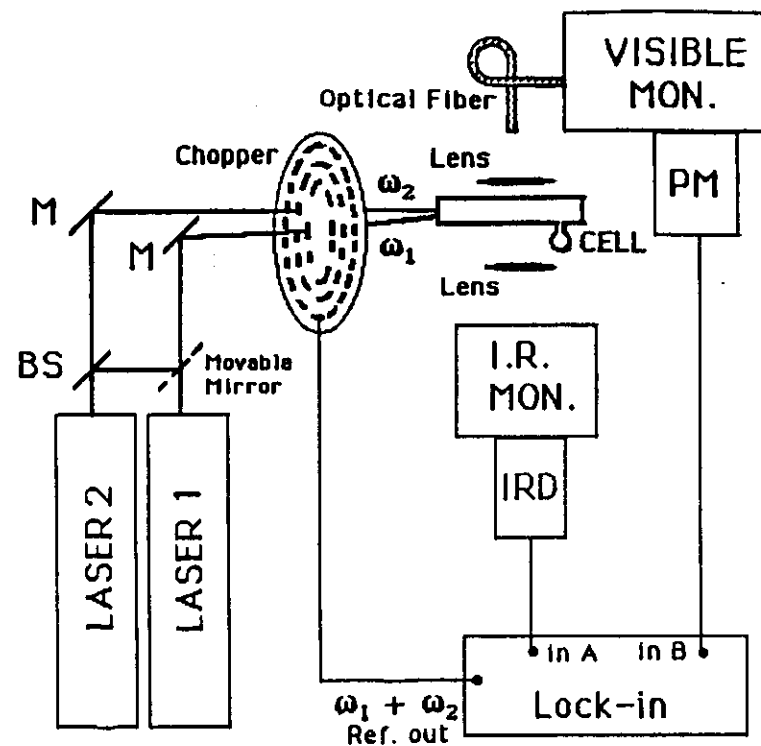 VISIBLE
MON.
Optical Fiber
Chopper
Lens
PM
ω₂
M
M
ω₁
CELL
Lens
BS
Movable
Mirror
I.R.
MON.
IRD
LASER 2
LASER 1
in A
in B
Lock-in
ω₁ + ω₂
Ref. out